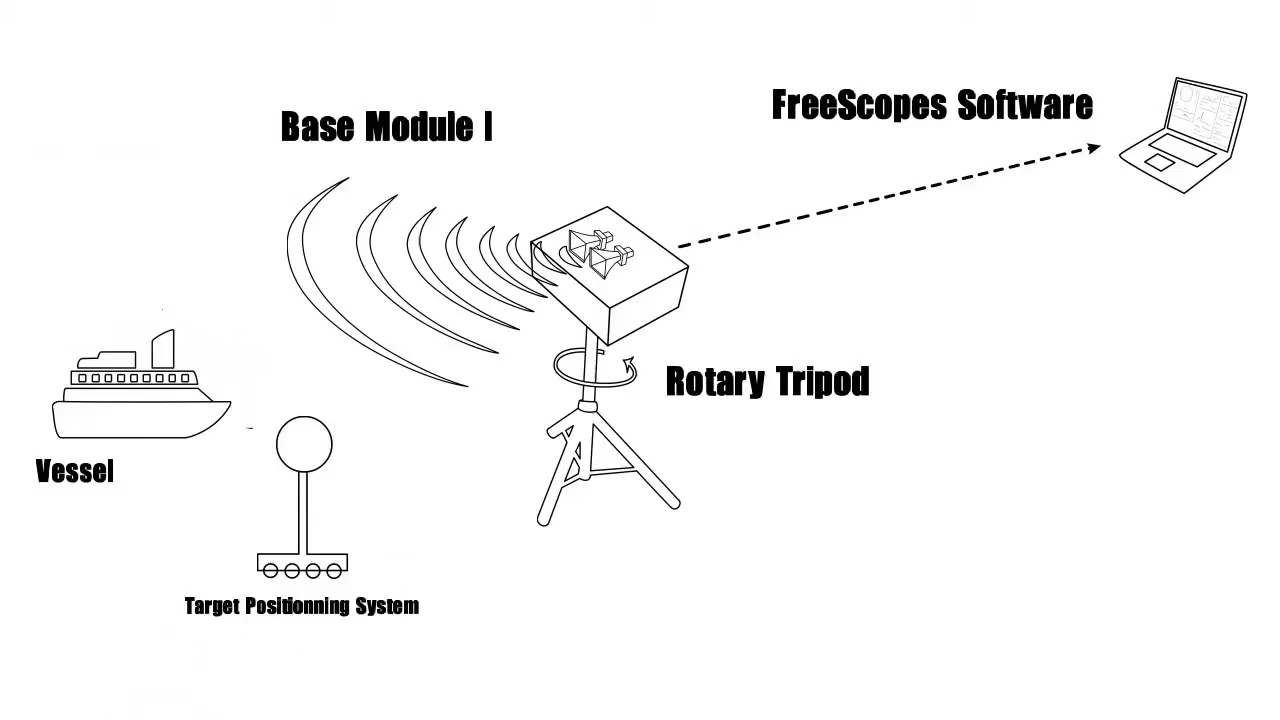 FreeScopes Software
Base Module I
Rotary Tripod
Vessel
Target Positionning System